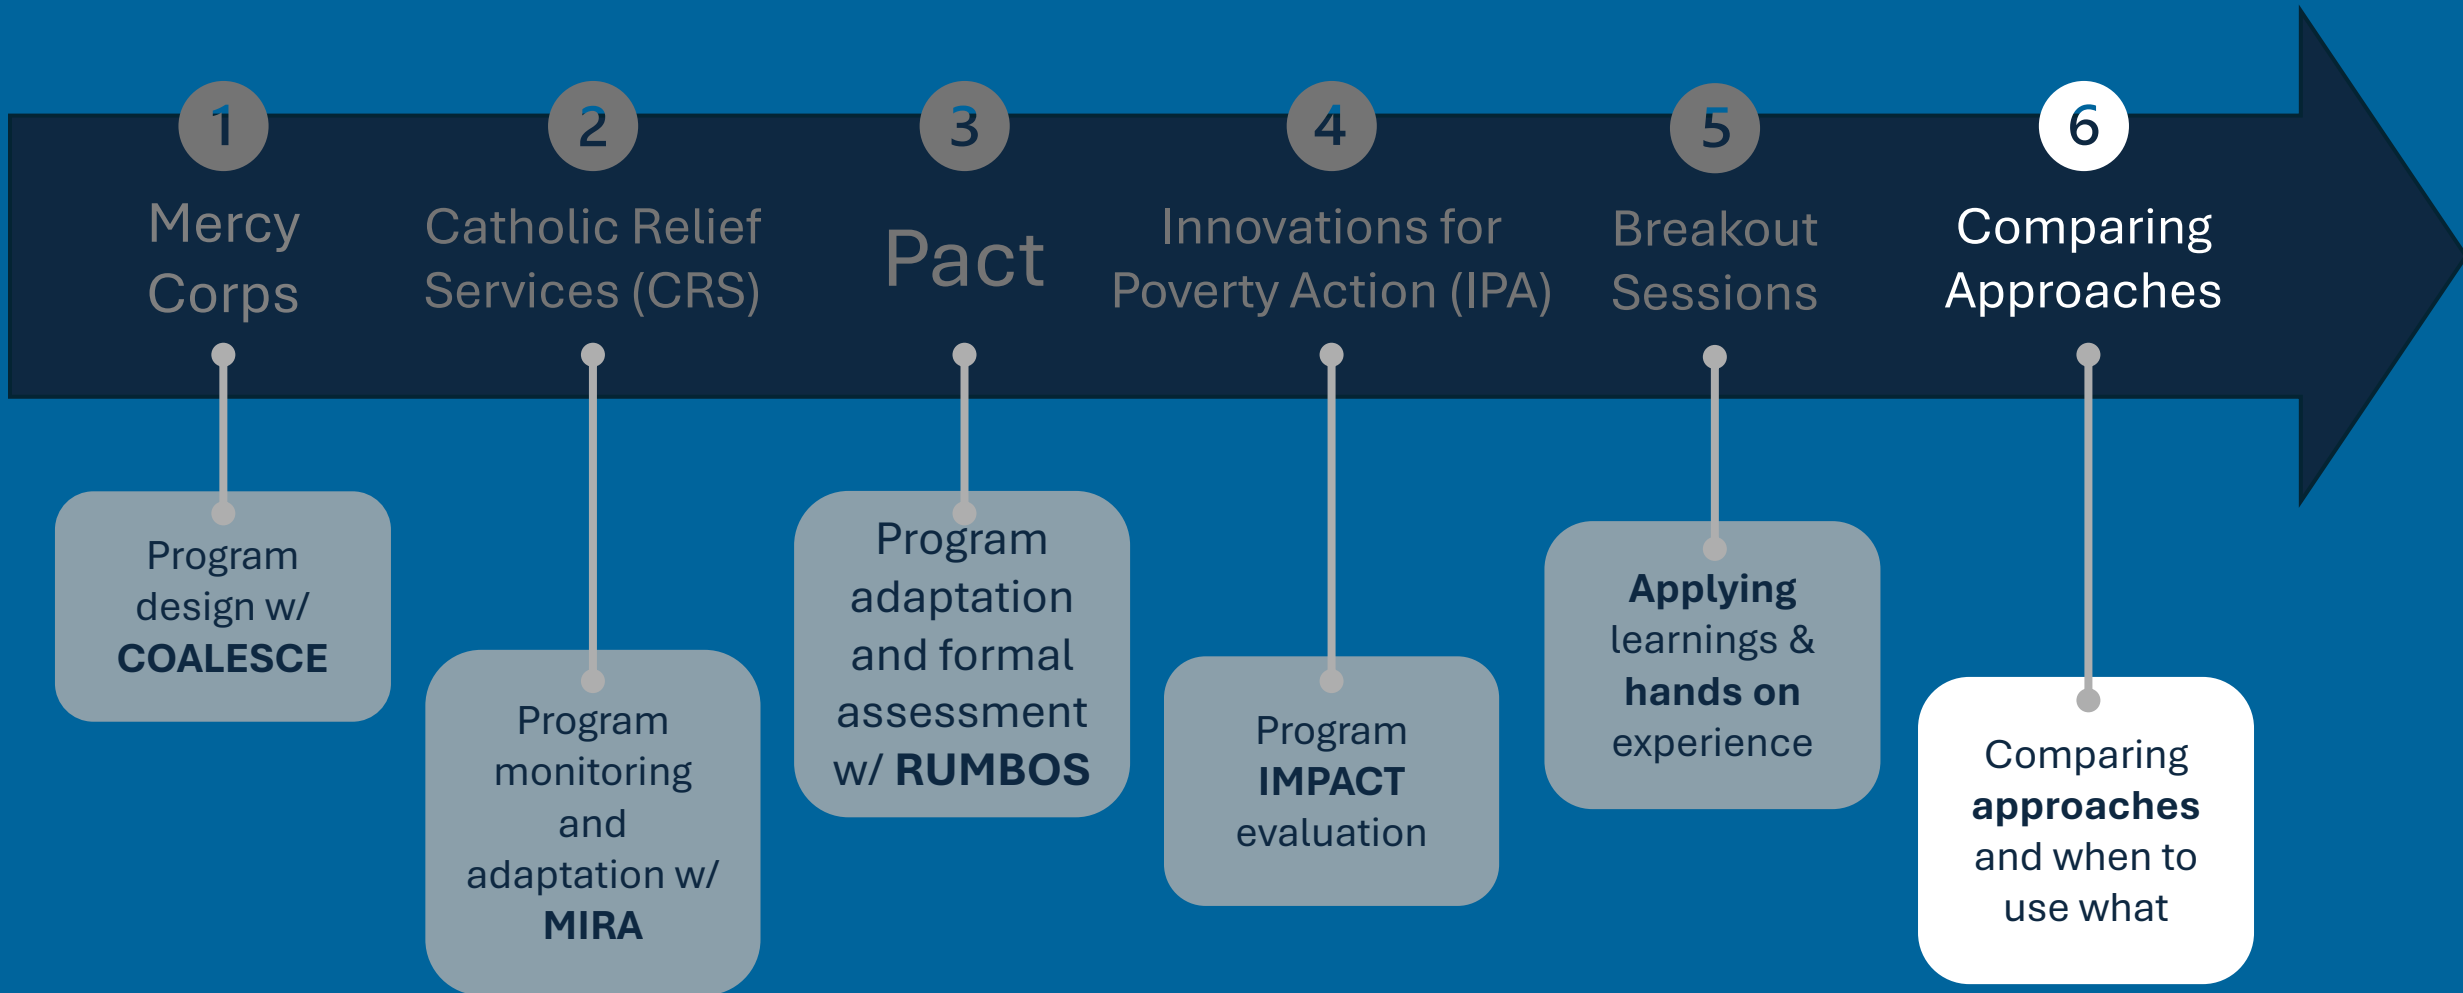 1
Mercy
Corps
Program
design w/
COALESCE
2
Catholic Relief
Services (CRS)
Program
monitoring
and
adaptation w/
MIRA
3
Pact
Program
adaptation
and formal
assessment
w/ RUMBOS
4
Innovations for
Poverty Action (IPA)
Program
IMPACT
evaluation
5
Breakout
Sessions
Applying
learnings &
hands on
experience
6
Comparing
Approaches
Comparing
approaches
and when to
use what